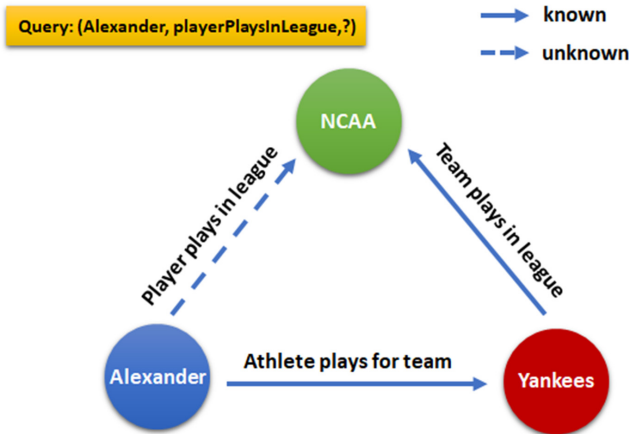 Query: (Alexander, playerPlaysInLeague,?)
known
unknown
NCAA
Player plays in league
Team plays in league
Alexander
Athlete plays for team
Yankees